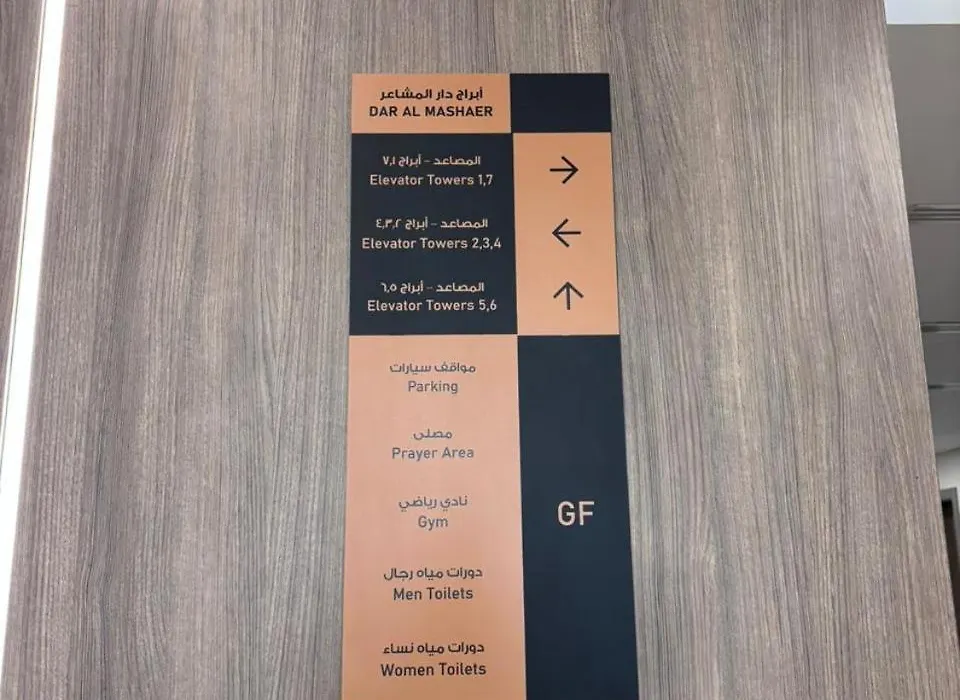 أبراج دار المشاعر
DAR AL MASHAER
المصاعد - أبراج ٧,١
Elevator Towers 1,7
المصاعد - أبراج ٤,٣,٢
Elevator Towers 2,3,4
المصاعد - أبراج ٦,٥
Elevator Towers 5,6
مواقف سيارات
Parking
مصلى
Prayer Area
نادي رياضي
Gym
GF
دورات مياه رجال
Men Toilets
دورات مياه نساء
Women Toilets